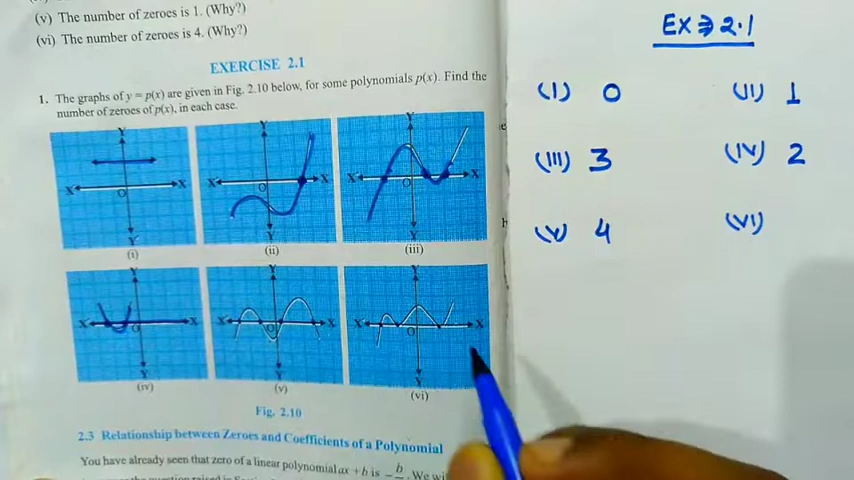 (v) The number of zeroes is 1. (Why?)
(vi) The number of zeroes is 4. (Why?)
EXERCISE 2.1
1. The graphs of y = p(x) are given in Fig. 2.10 below, for some polynomials p(x). Find the
number of zeroes of p(x), in each case.
Y Y Y
X' X X' X X' X
O O O
Y' Y' Y'
(i) (ii) (iii)
Y Y Y
X' X X' X X' X
O O O
Y' Y' Y'
(iv) (v) (vi)
Fig. 2.10
2.3 Relationship between Zeroes and Coefficients of a Polynomial
You have already seen that zero of a linear polynomial ax + b is -b/a. We wi
Ex ⇒ 2.1
(I) 0 (II) 1
(III) 3 (IV) 2
(V) 4 (VI)